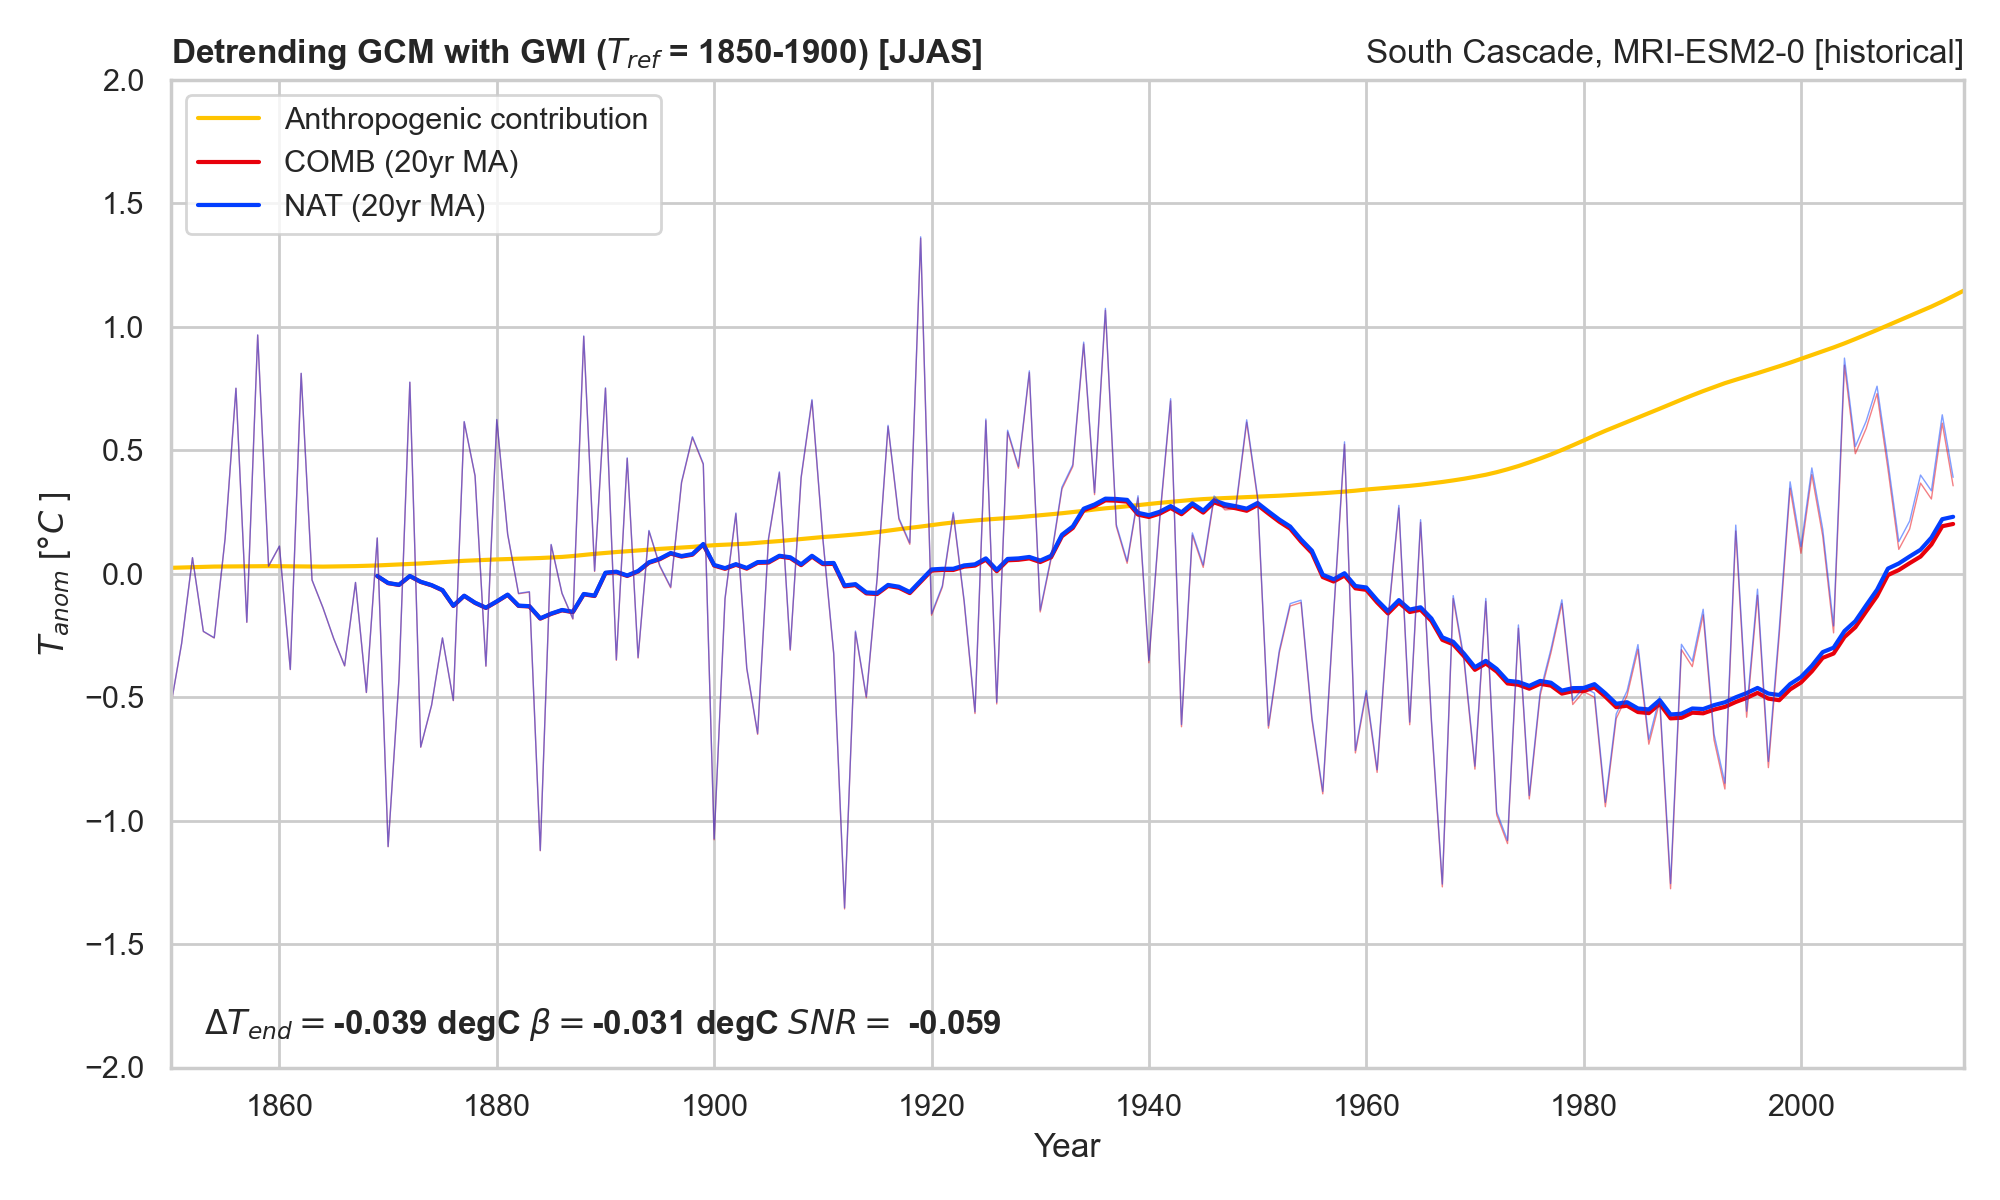 Detrending GCM with GWI (T_ref = 1850-1900) [JJAS]
South Cascade, MRI-ESM2-0 [historical]
Anthropogenic contribution
COMB (20yr MA)
NAT (20yr MA)
T_anom [°C]
2.0
1.5
1.0
0.5
0.0
−0.5
−1.0
−1.5
−2.0
ΔT_end = -0.039 degC β = -0.031 degC SNR = -0.059
1860 1880 1900 1920 1940 1960 1980 2000
Year